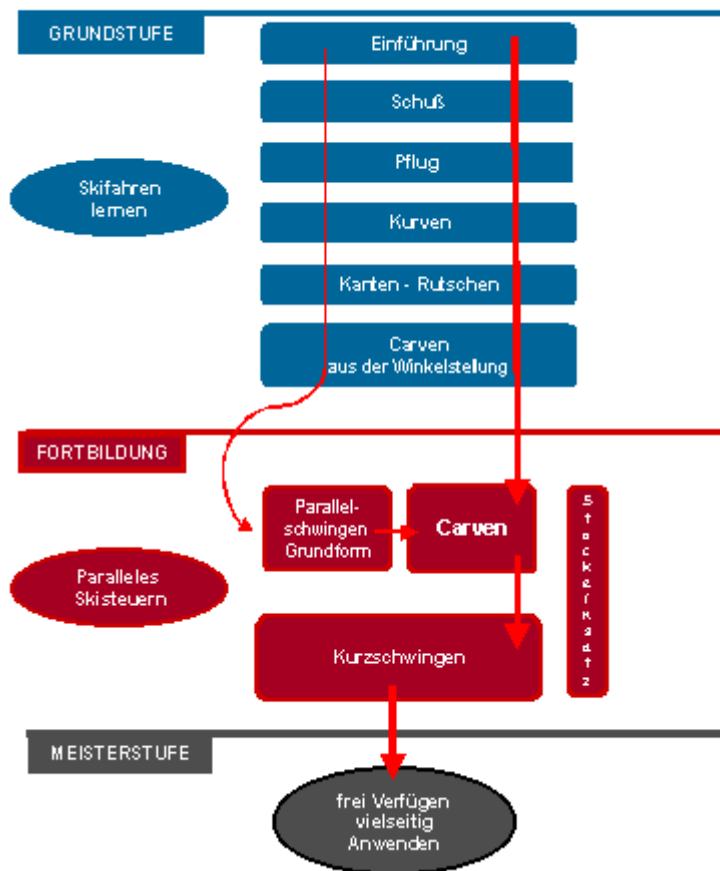 GRUNDSTUFE
Einführung
Schuß
Pflug
Skifahren
lernen
Kurven
Kanten - Rutschen
Carven
aus der Winkelstellung
FORTBILDUNG
Parallel-
schwingen
Grundform
Carven
Stockeinsatz
Paralleles
Skisteuern
Kurzschwingen
MEISTERSTUFE
frei Verfügen
vielseitig
Anwenden